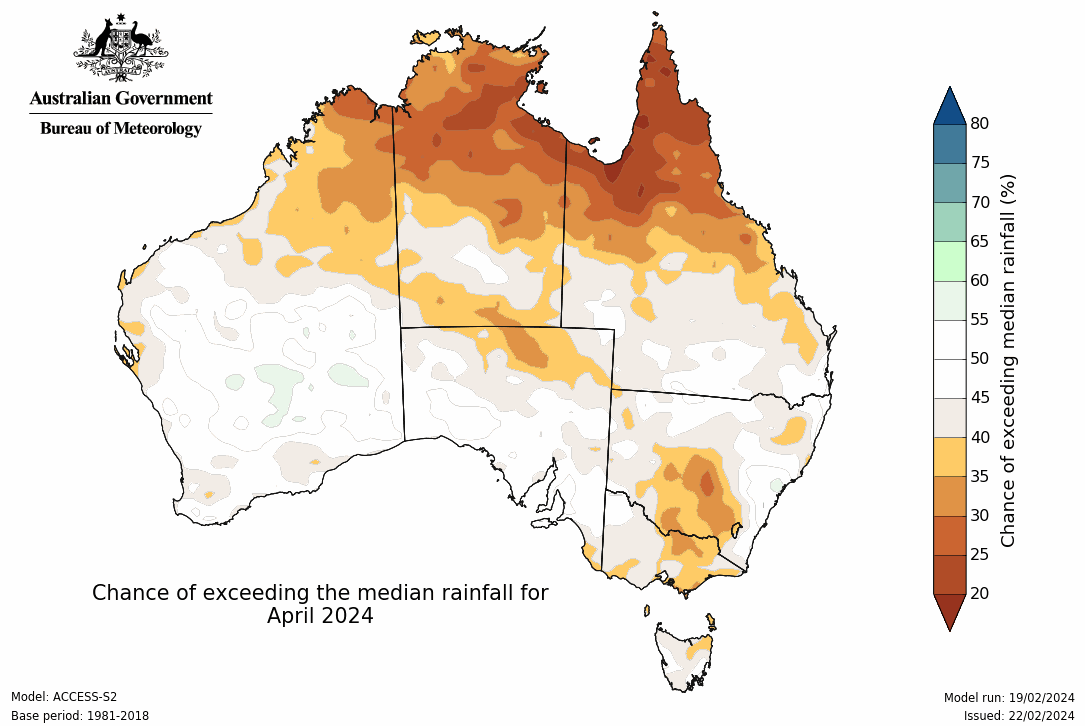 Australian Government
Bureau of Meteorology
80
75
70
65
60
55
50
45
40
35
30
25
20
Chance of exceeding median rainfall (%)
Chance of exceeding the median rainfall for
April 2024
Model: ACCESS-S2
Base period: 1981-2018
Model run: 19/02/2024
Issued: 22/02/2024